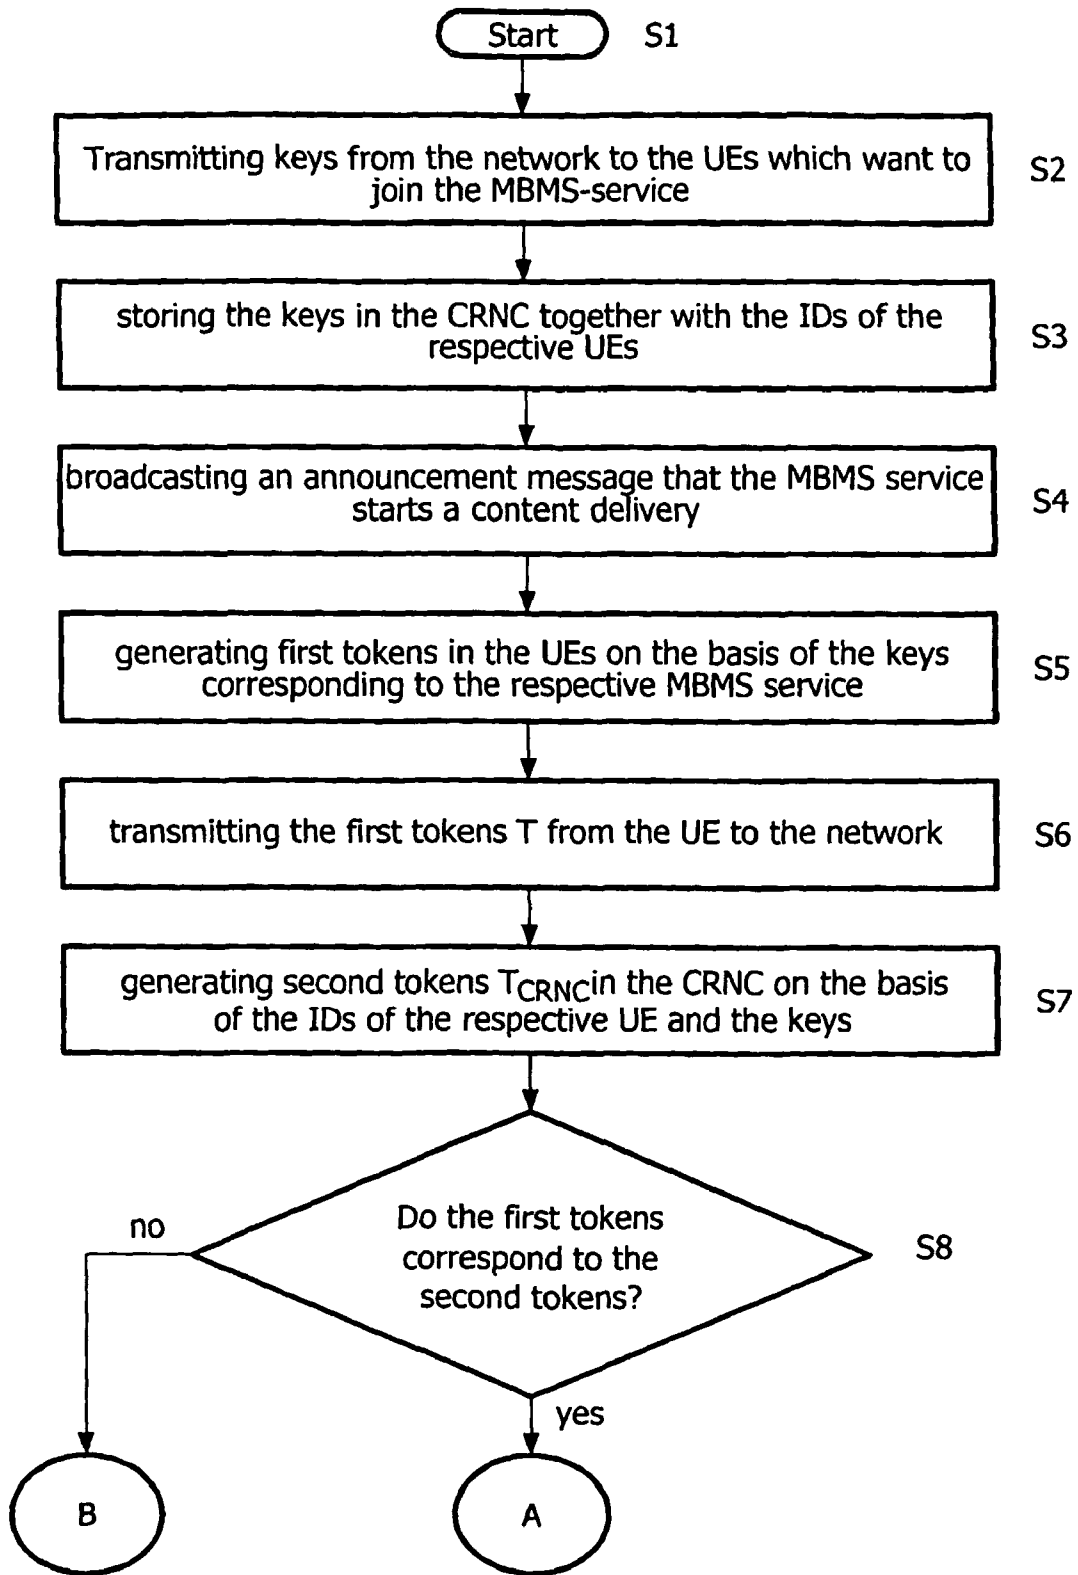 Start S1
Transmitting keys from the network to the UEs which want to
join the MBMS-service
S2
storing the keys in the CRNC together with the IDs of the
respective UEs
S3
broadcasting an announcement message that the MBMS service
starts a content delivery
S4
generating first tokens in the UEs on the basis of the keys
corresponding to the respective MBMS service
S5
transmitting the first tokens T from the UE to the network
S6
generating second tokens TCRNC in the CRNC on the basis
of the IDs of the respective UE and the keys
S7
Do the first tokens
correspond to the
second tokens?
S8
no
yes
B
A